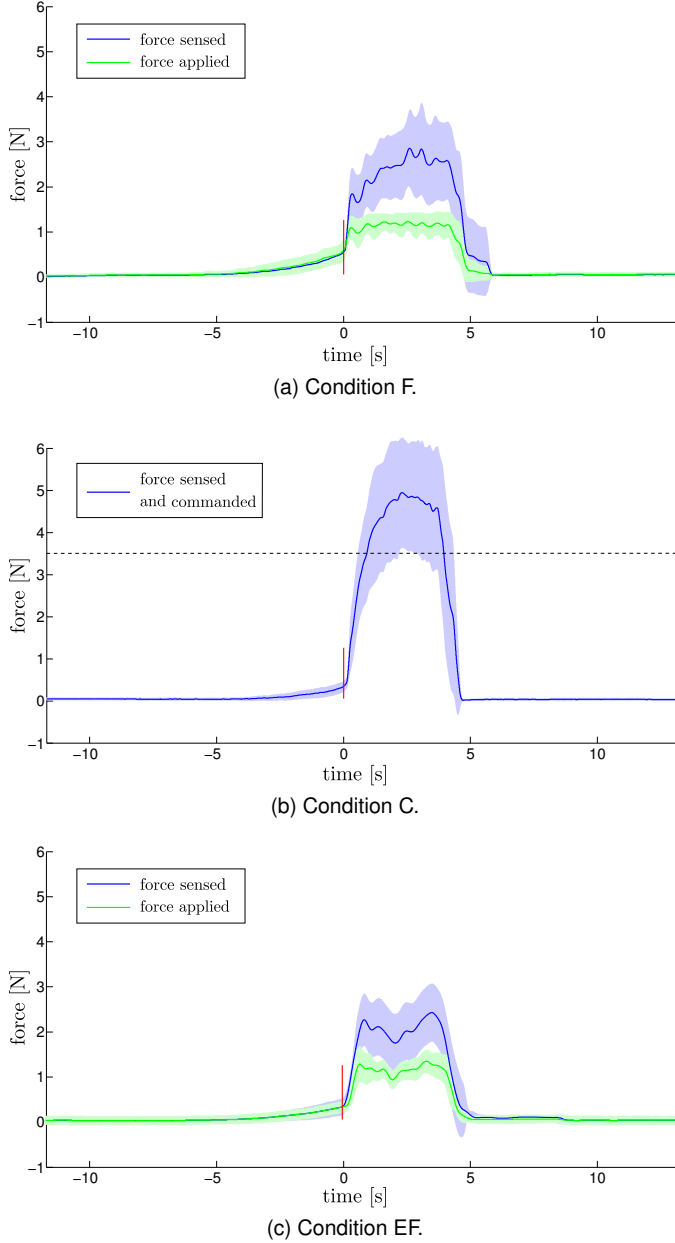 6
5
4
3
2
1
0
−1
force [N]
force sensed
force applied
−10
−5
0
5
10
time [s]
(a) Condition F.
6
5
4
3
2
1
0
−1
force [N]
force sensed
and commanded
−10
−5
0
5
10
time [s]
(b) Condition C.
6
5
4
3
2
1
0
−1
force [N]
force sensed
force applied
−10
−5
0
5
10
time [s]
(c) Condition EF.